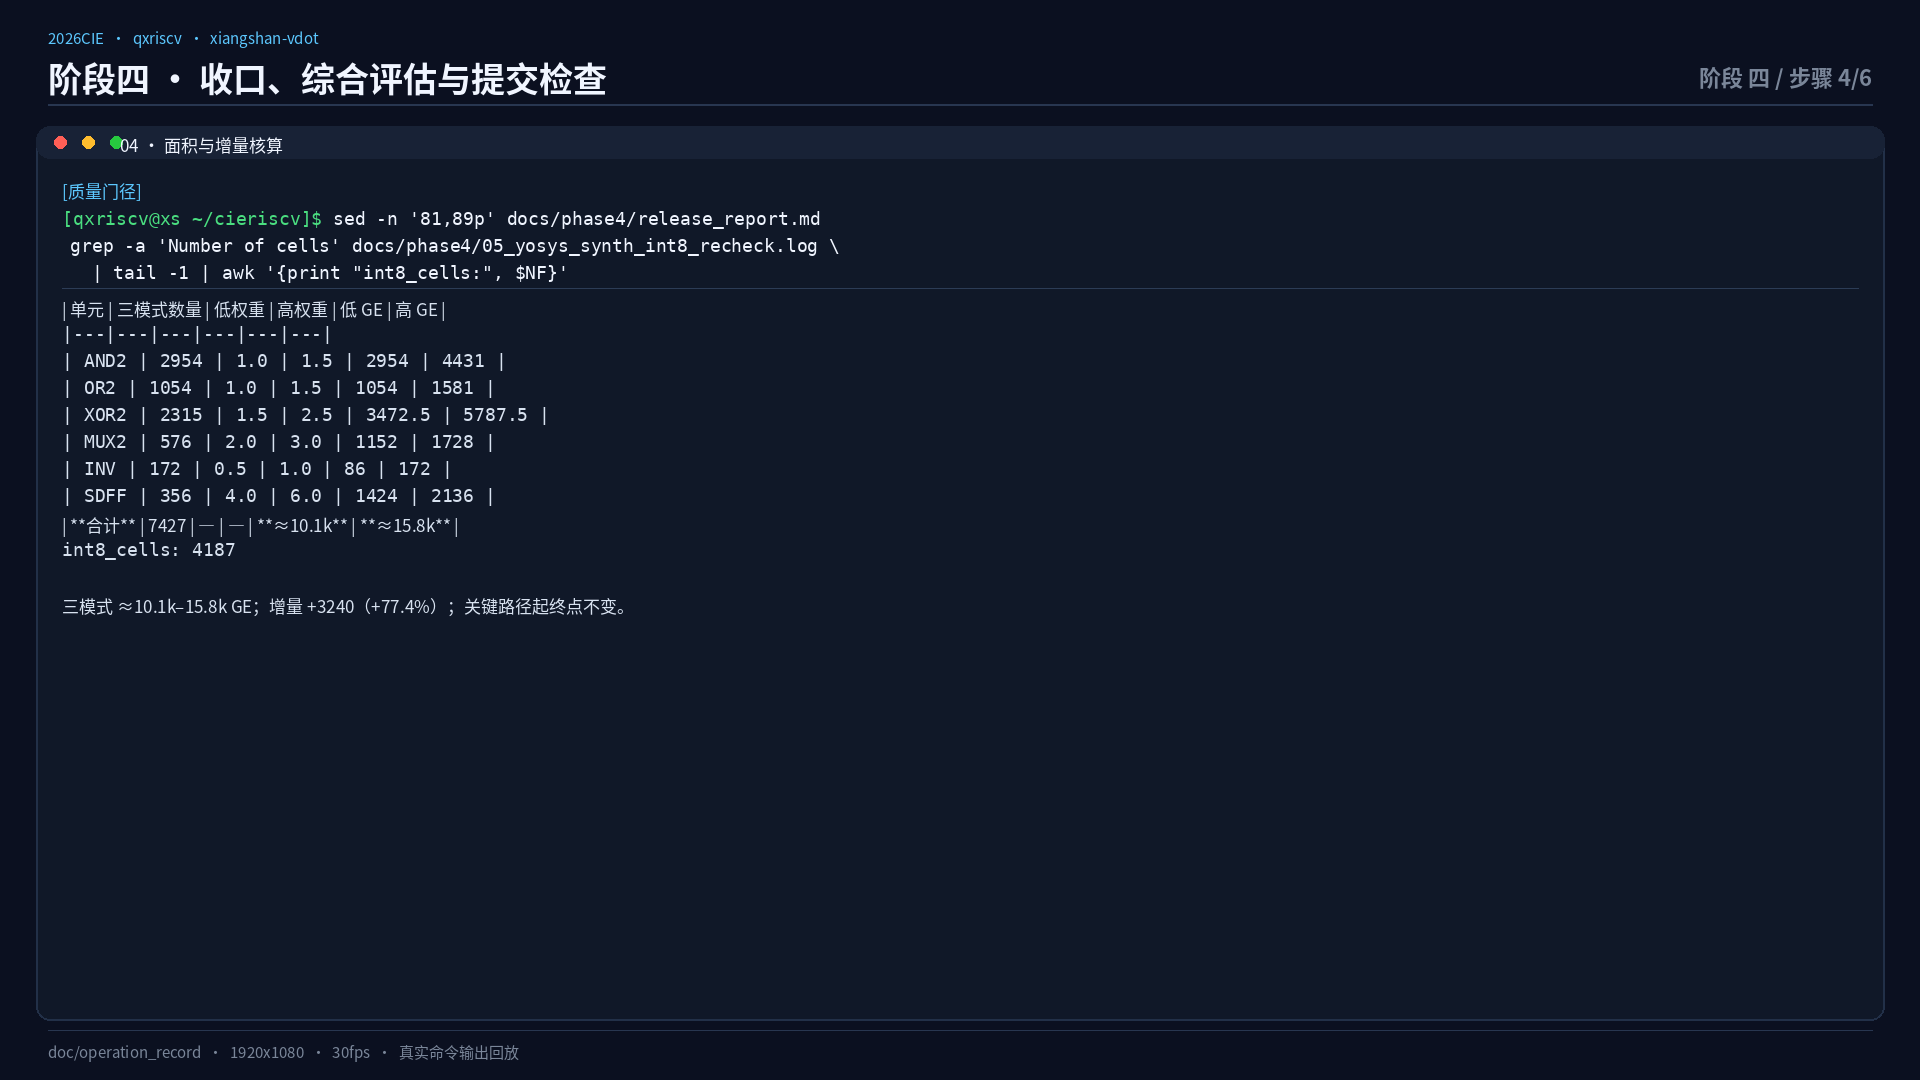 2026CIE · qxriscv · xiangshan-vdot
阶段四 · 收口、综合评估与提交检查
阶段 四 / 步骤 4/6
04 · 面积与增量核算
[质量门径]
[qxriscv@xs ~/cieriscv]$ sed -n '81,89p' docs/phase4/release_report.md
grep -a 'Number of cells' docs/phase4/05_yosys_synth_int8_recheck.log \
| tail -1 | awk '{print "int8_cells:", $NF}'
| 单元 | 三模式数量 | 低权重 | 高权重 | 低 GE | 高 GE |
|---|---|---|---|---|---|
| AND2 | 2954 | 1.0 | 1.5 | 2954 | 4431 |
| OR2 | 1054 | 1.0 | 1.5 | 1054 | 1581 |
| XOR2 | 2315 | 1.5 | 2.5 | 3472.5 | 5787.5 |
| MUX2 | 576 | 2.0 | 3.0 | 1152 | 1728 |
| INV | 172 | 0.5 | 1.0 | 86 | 172 |
| SDFF | 356 | 4.0 | 6.0 | 1424 | 2136 |
| **合计** | 7427 | — | — | **≈10.1k** | **≈15.8k** |
int8_cells: 4187
三模式 ≈10.1k–15.8k GE；增量 +3240（+77.4%）；关键路径起终点不变。
doc/operation_record · 1920x1080 · 30fps · 真实命令输出回放